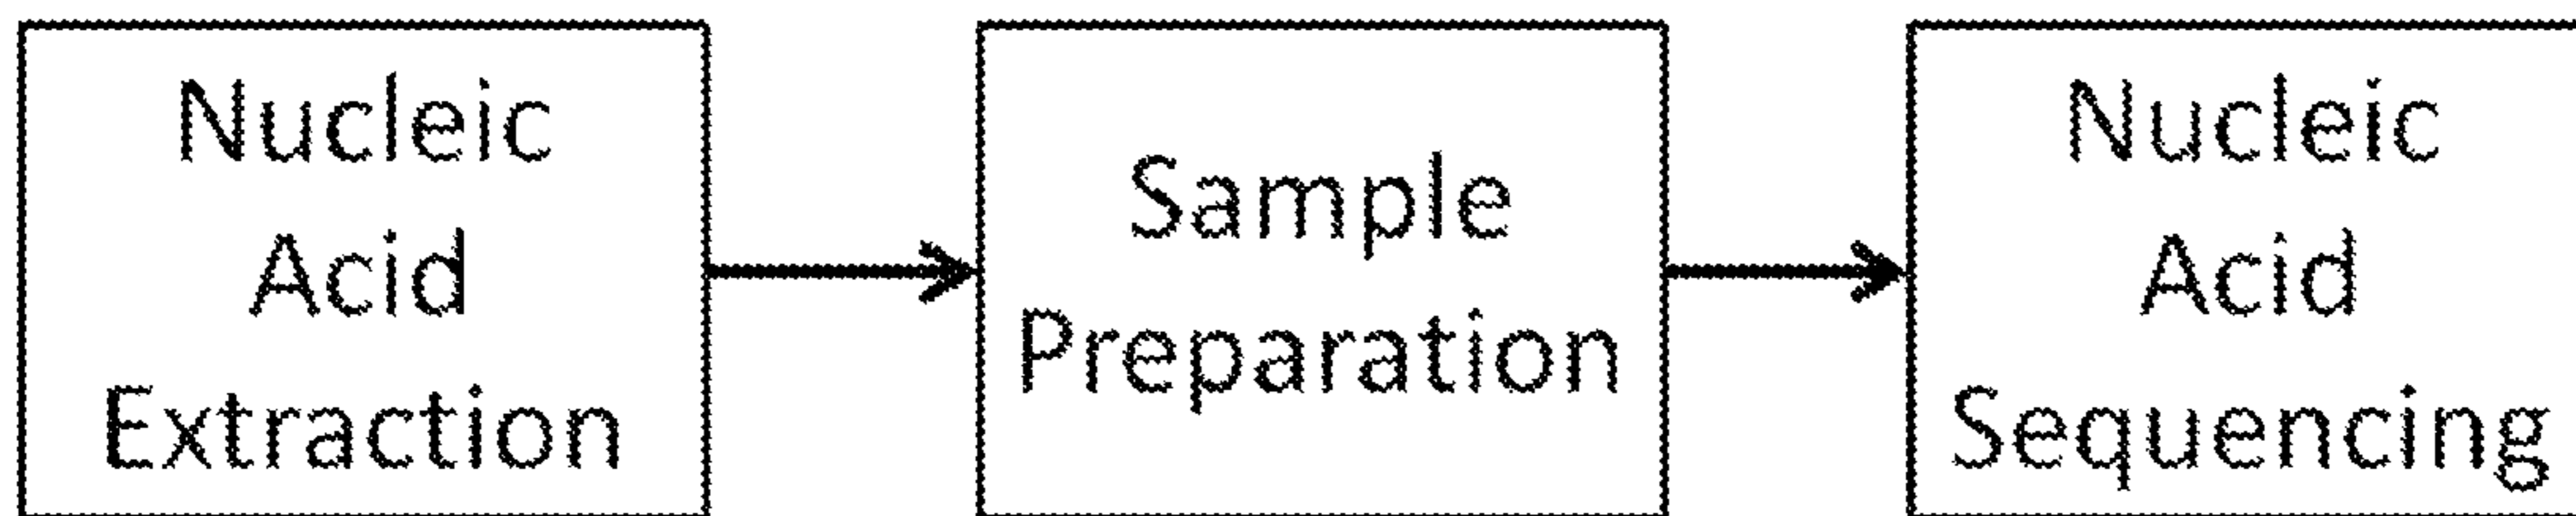 Nucleic
Acid
Extraction
Sample
Preparation
Nucleic
Acid
Sequencing